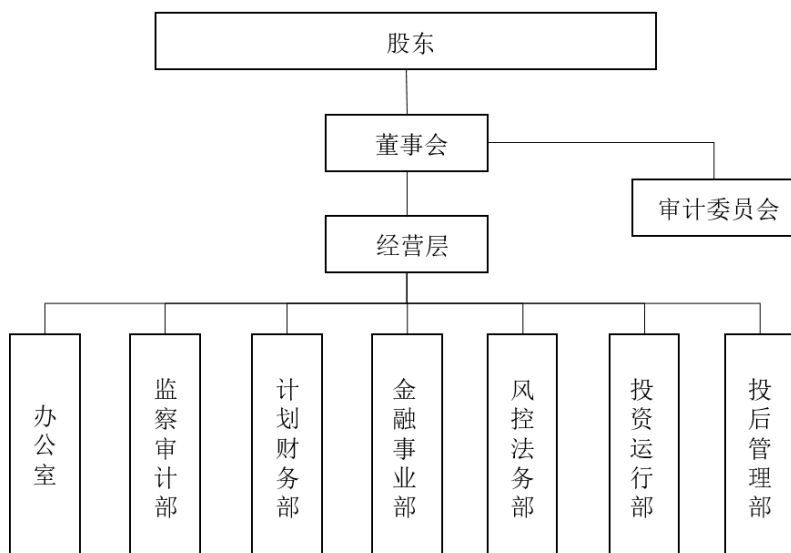 股东
董事会
审计委员会
经营层
办公室
监察审计部
计划财务部
金融事业部
风控法务部
投资运行部
投后管理部